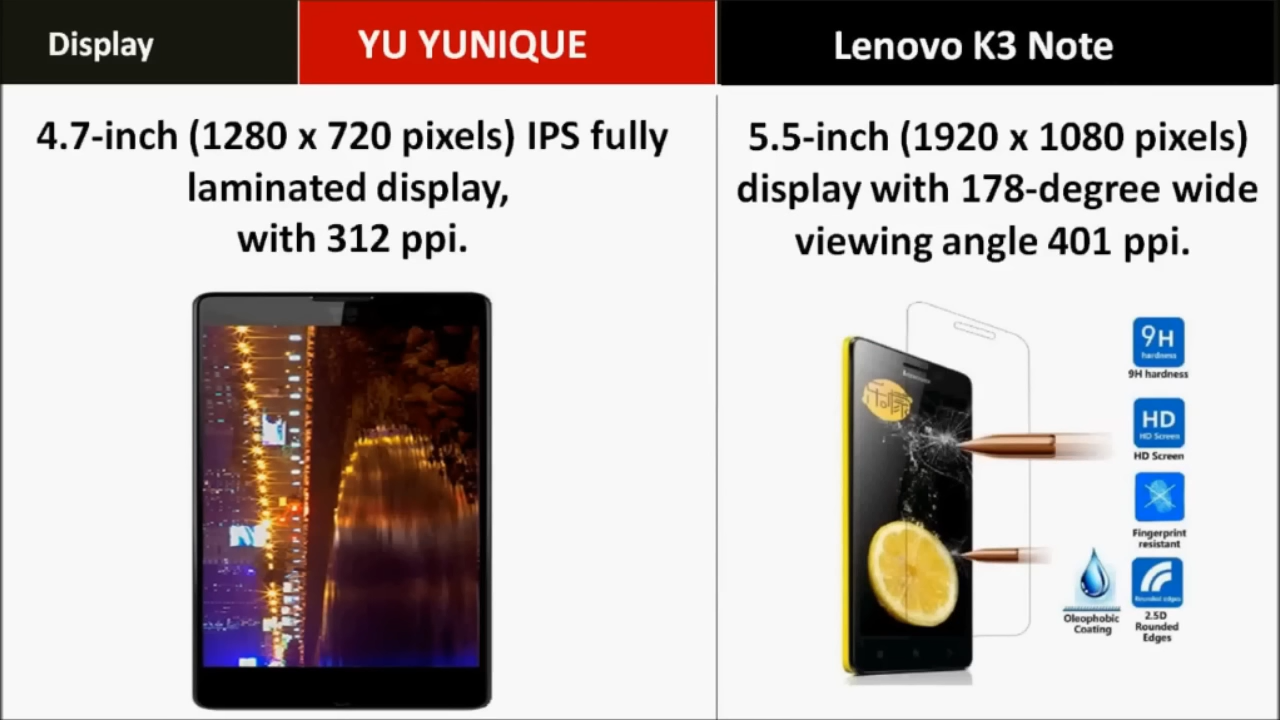 Display
YU YUNIQUE
Lenovo K3 Note
4.7-inch (1280 x 720 pixels) IPS fully
laminated display,
with 312 ppi.
5.5-inch (1920 x 1080 pixels)
display with 178-degree wide
viewing angle 401 ppi.
9H
hardness
9H hardness
HD
HD Screen
HD Screen
Fingerprint
resistant
Rounded edges
2.5D
Rounded
Edges
Oleophobic
Coating